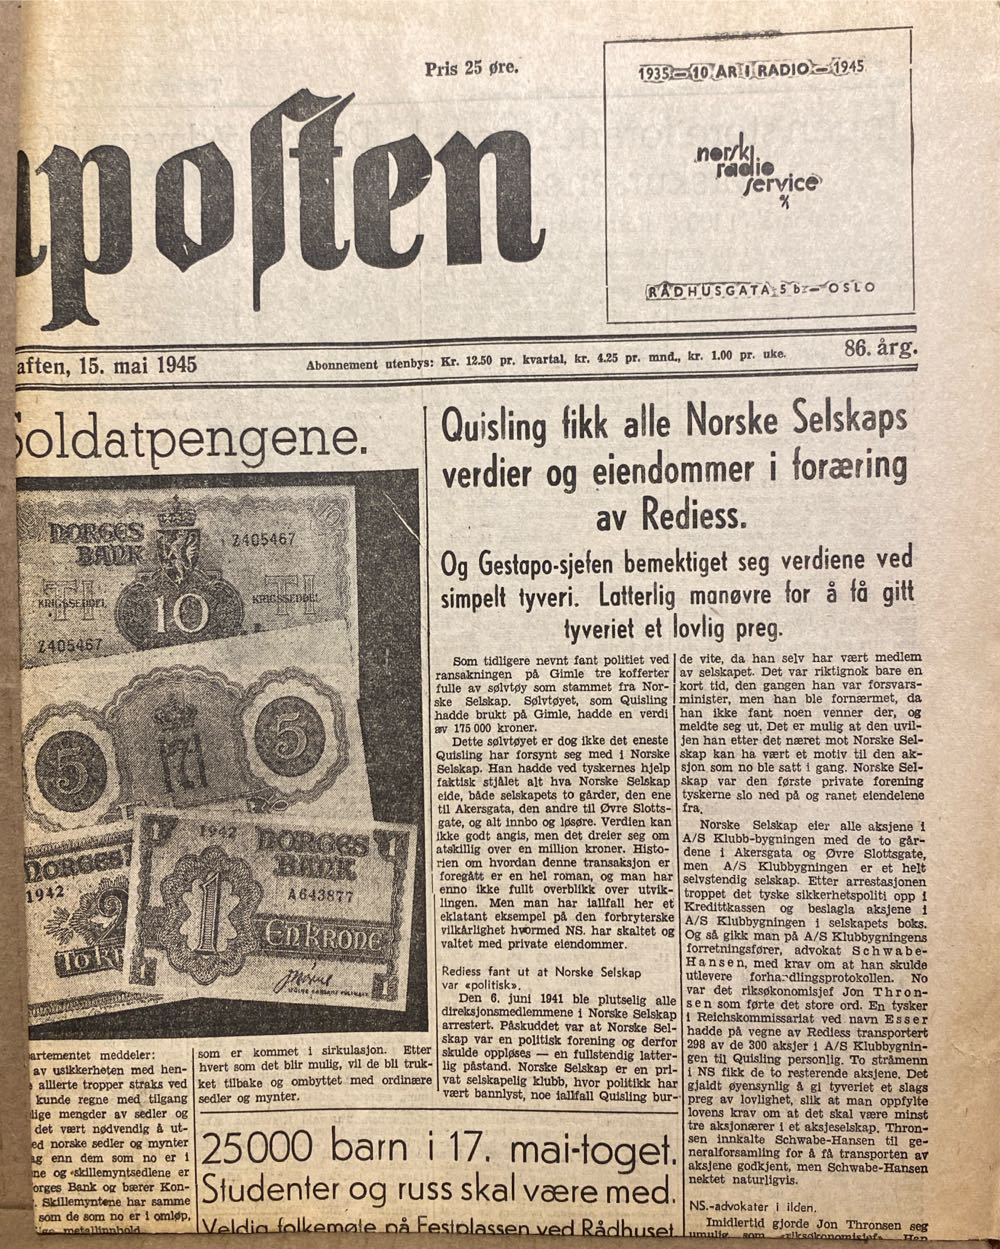 Pris 25 øre.
posten
1935 — 10 ÅR I RADIO — 1945
norsk
radio
service
A/S
RÅDHUSGATA 5 b. — OSLO
aften, 15. mai 1945
Abonnement utenbys: Kr. 12.50 pr. kvartal, kr. 4.25 pr. mnd., kr. 1.00 pr. uke.
86. årg.
Soldatpengene.
NORGES
BANK
Z405467
TI
TI
KRIGSSEDDEL
10
KRIGSSEDDEL
Z405467
5
5
NORGES
1942
2
TO KR
1
1942
NORGES
BANK
1
A643877
1
EN KRONE
1
artementet meddeler:
av usikkerheten med hen-
allierte tropper straks ved
kunde regne med tilgang
lige mengder av sedler og
det vært nødvendig å ut-
ed norske sedler og mynter
ag enn dem som no er i
ne og «skillemyntsedlene er
orges Bank og bærer Kon-
. Skillemyntene har samme
som de som no er i omløp,
metallinnhold
som er kommet i sirkulasjon. Etter
hvert som det blir mulig, vil de bli truk-
ket tilbake og ombyttet med ordinære
sedler og mynter.
25000 barn i 17. mai-toget.
Studenter og russ skal være med.
Veldig folkemøte på Festplassen ved Rådhuset
Quisling fikk alle Norske Selskaps
verdier og eiendommer i foræring
av Rediess.
Og Gestapo-sjefen bemektiget seg verdiene ved
simpelt tyveri. Latterlig manøvre for å få gitt
tyveriet et lovlig preg.
Som tidligere nevnt fant politiet ved
ransakningen på Gimle tre kofferter
fulle av sølvtøy som stammet fra Nor-
ske Selskap. Sølvtøyet, som Quisling
hadde brukt på Gimle, hadde en verdi
av 175 000 kroner.
Dette sølvtøyet er dog ikke det eneste
Quisling har forsynt seg med i Norske
Selskap. Han hadde ved tyskernes hjelp
faktisk stjålet alt hva Norske Selskap
eide, både selskapets to gårder, den ene
til Akersgata, den andre til Øvre Slotts-
gate, og alt innbo og løsøre. Verdien kan
ikke godt angis, men det dreier seg om
atskillig over en million kroner. Histo-
rien om hvordan denne transaksjon er
foregått er en hel roman, og man har
enno ikke fullt overblikk over utvik-
lingen. Men man har iallfall her et
eklatant eksempel på den forbryterske
vilkårlighet hvormed NS. har skaltet og
valtet med private eiendommer.
Rediess fant ut at Norske Selskap
var «politisk».
Den 6. juni 1941 ble plutselig alle
direksjonsmedlemmene i Norske Selskap
arrestert. Påskuddet var at Norske Sel-
skap var en politisk forening og derfor
skulde oppløses — en fullstendig latter-
lig påstand. Norske Selskap er en pri-
vat selskapelig klubb, hvor politikk har
vært bannlyst, noe iallfall Quisling bur-
de vite, da han selv har vært medlem
av selskapet. Det var riktignok bare en
kort tid, den gangen han var forsvars-
minister, men han ble fornærmet, da
han ikke fant noen venner der, og
meldte seg ut. Det er mulig at den uvil-
jen han etter det næret mot Norske Sel-
skap kan ha vært et motiv til den ak-
sjon som no ble satt i gang. Norske Sel-
skap var den første private forening
tyskerne slo ned på og ranet eiendelene
fra.
Norske Selskap eier alle aksjene i
A/S Klubb-bygningen med de to går-
dene i Akersgata og Øvre Slottsgate,
men A/S Klubbygningen er et helt
selvstendig selskap. Etter arrestasjonen
troppet det tyske sikkerhetspoliti opp i
Kredittkassen og beslagla aksjene i
A/S Klubbygningen i selskapets boks.
Og så gikk man på A/S Klubbygningens
forretningsfører, advokat Schwabe-
Hansen, med krav om at han skulde
utlevere forhandlingsprotokollen. No
var det riksøkonomisjef Jon Thron-
sen som førte det store ord. En tysker
i Reichskommissariat ved navn Esser
hadde på vegne av Rediess transportert
298 av de 300 aksjer i A/S Klubbygnin-
gen til Quisling personlig. To stråmenn
i NS fikk de to resterende aksjene. Det
gjaldt øyensynlig å gi tyveriet et slags
preg av lovlighet, slik at man oppfylte
lovens krav om at det skal være minst
tre aksjonærer i et aksjeselskap. Thron-
sen innkalte Schwabe-Hansen til ge-
neralforsamling for å få transporten av
aksjene godkjent, men Schwabe-Hansen
nektet naturligvis.
NS.-advokater i ilden.
Imidlertid gjorde Jon Thronsen seg
umulig som «riksøkonomisjef». Han